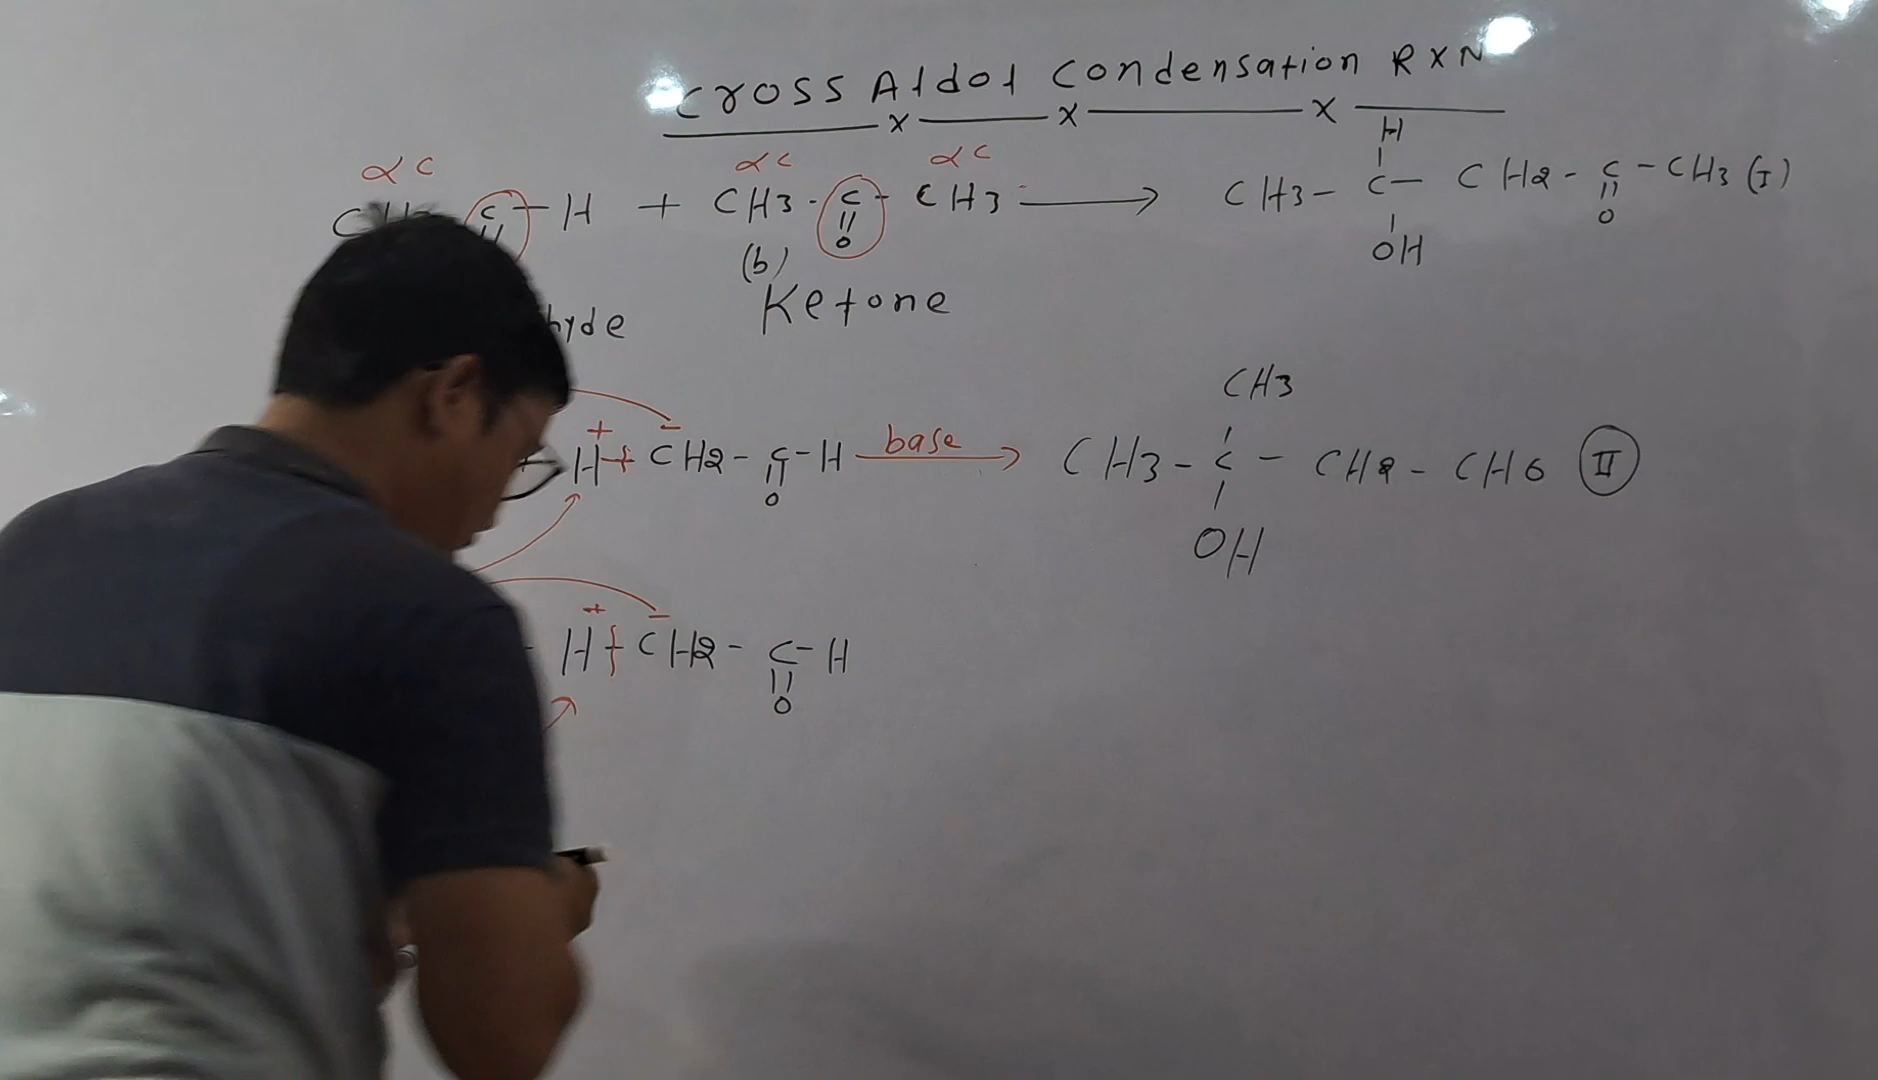 Cross Aldol Condensation RXN
x x x
αC αC αC
C – H + CH3 - C - CH3 ⟶ CH3 - C - CH2 - C - CH3 (I)
H
O O
OH
(b)
hyde Ketone
CH3
+ -
H + CH2 - C - H base ⟶ CH3 - C - CH2 - CHO II
O
OH
+ -
H + CH2 - C - H
O